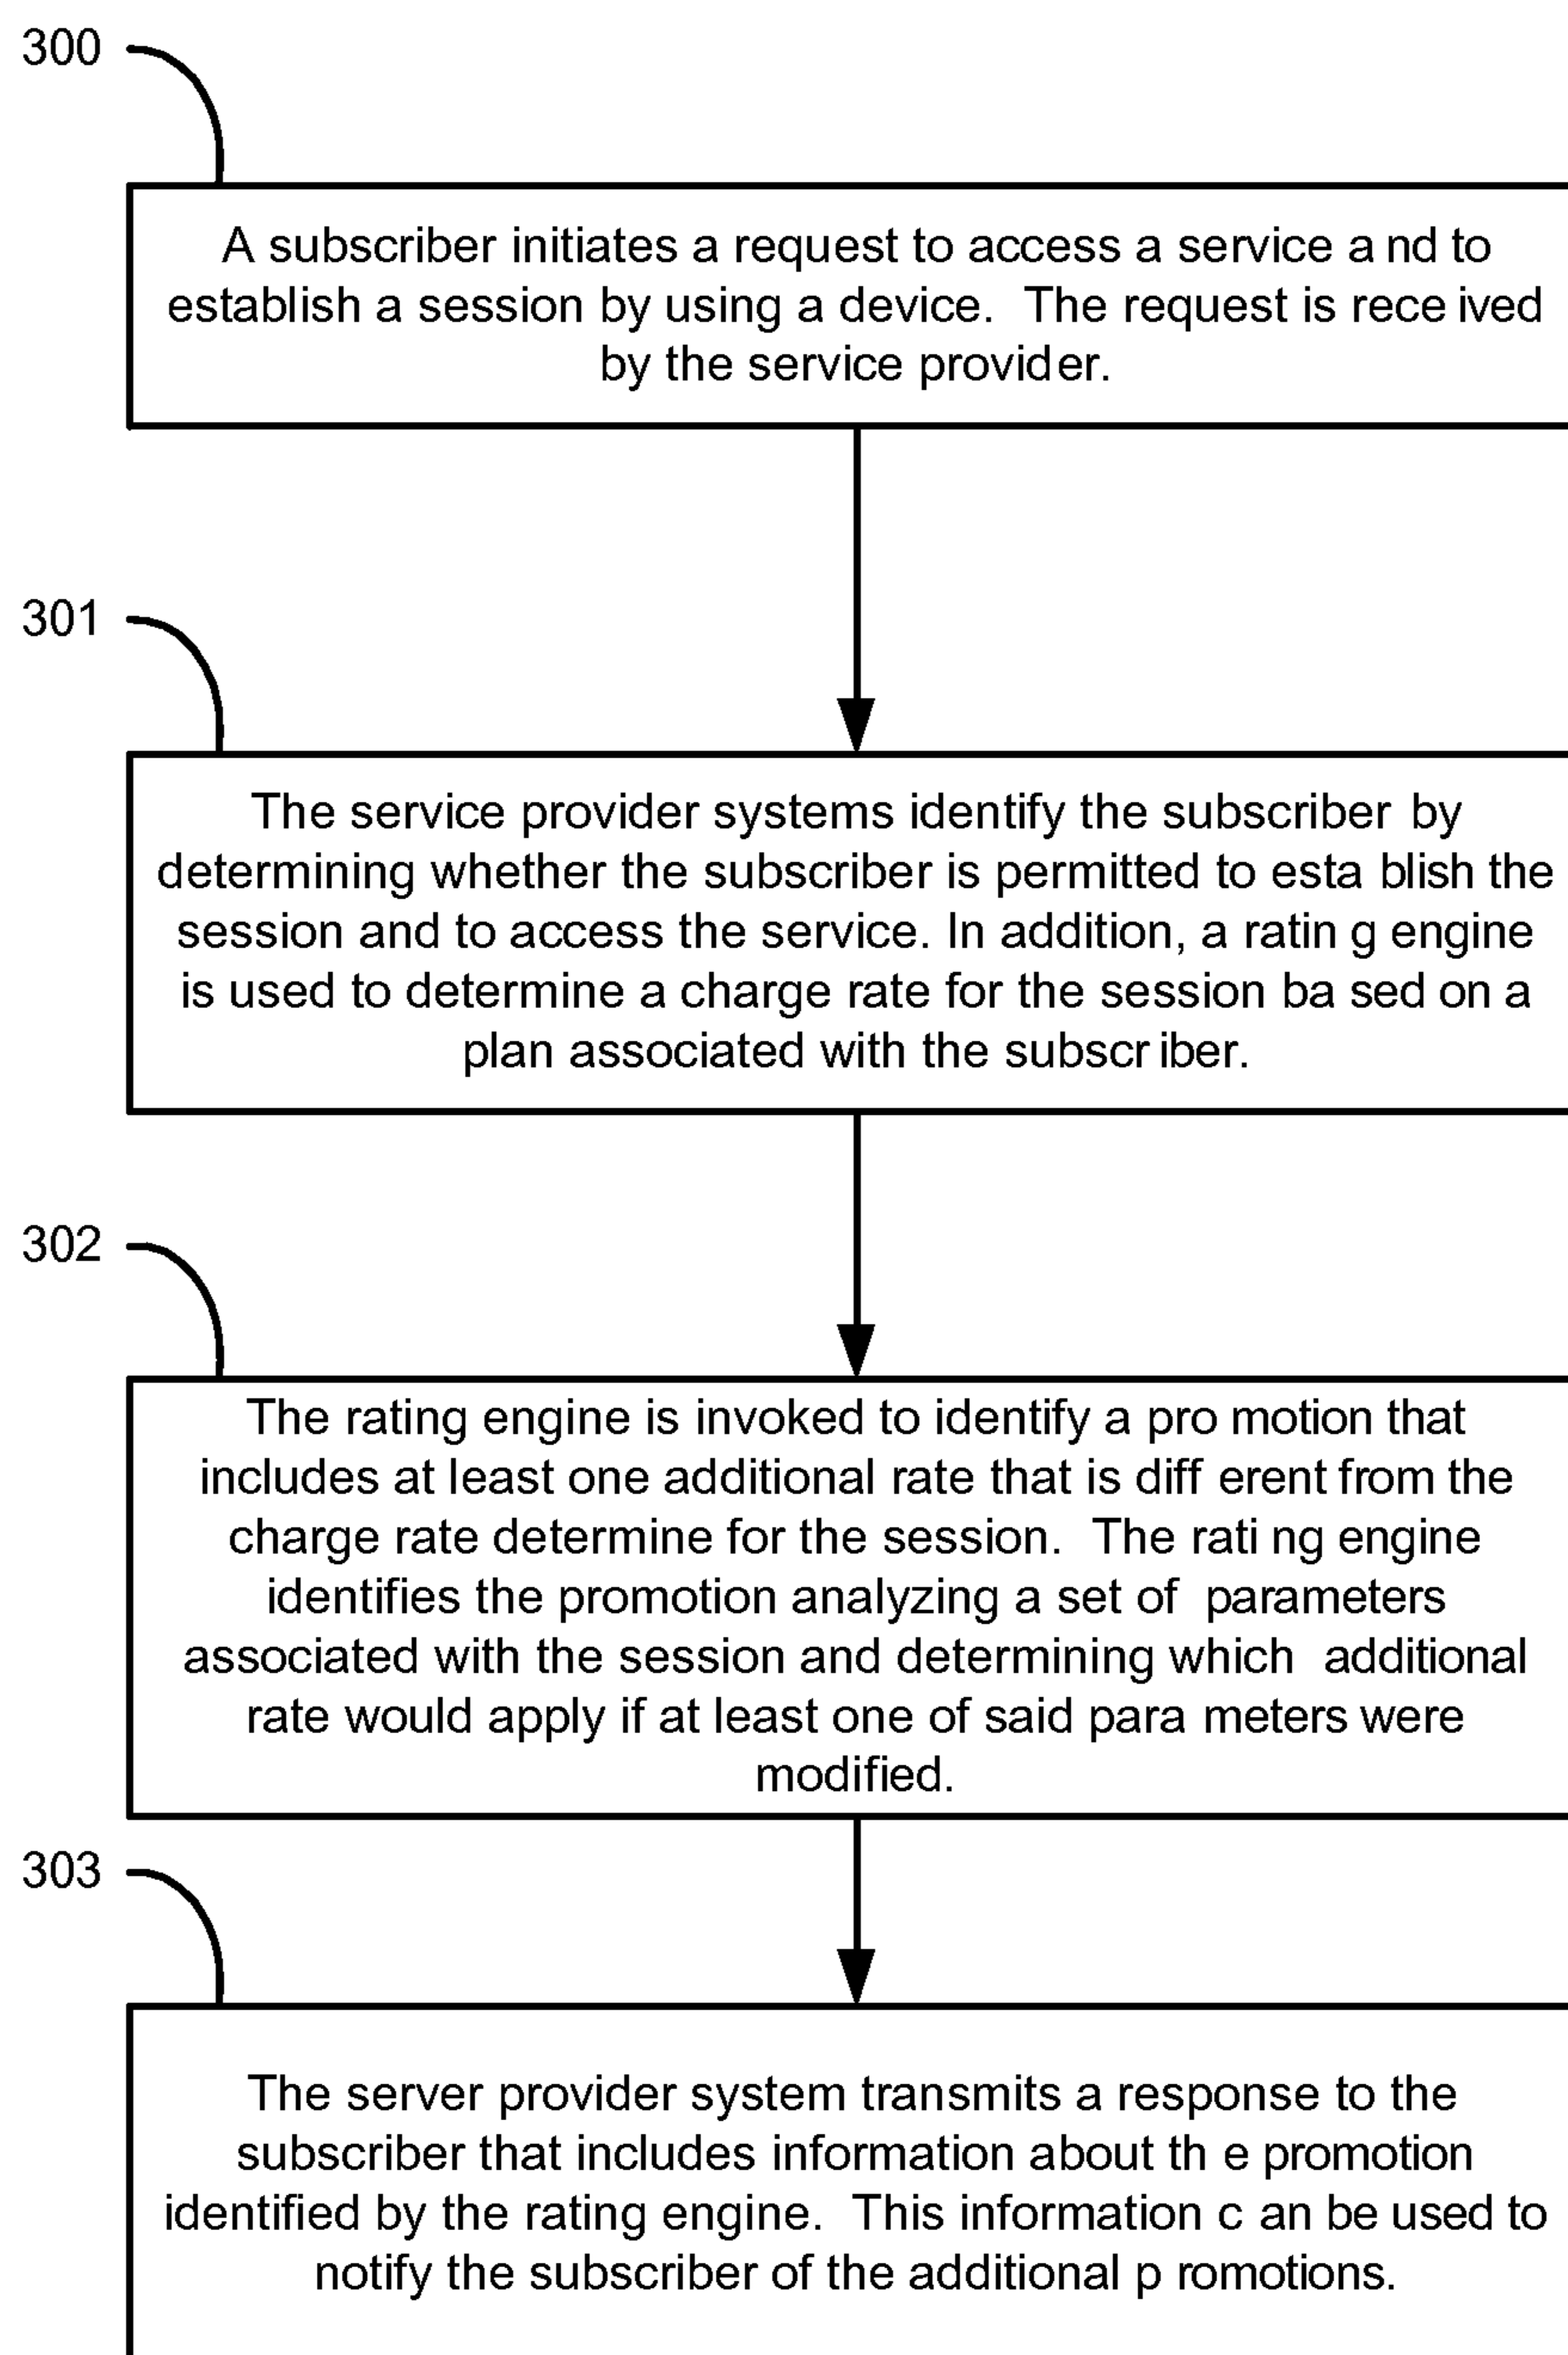 300
A subscriber initiates a request to access a service a nd to
establish a session by using a device.  The request is rece ived
by the service provider.
301
The service provider systems identify the subscriber by
determining whether the subscriber is permitted to esta blish the
session and to access the service. In addition, a ratin g engine
is used to determine a charge rate for the session ba sed on a
plan associated with the subscr iber.
302
The rating engine is invoked to identify a pro motion that
includes at least one additional rate that is diff erent from the
charge rate determine for the session.  The rati ng engine
identifies the promotion analyzing a set of  parameters
associated with the session and determining which  additional
rate would apply if at least one of said para meters were
modified.
303
The server provider system transmits a response to the
subscriber that includes information about th e promotion
identified by the rating engine.  This information c an be used to
notify the subscriber of the additional p romotions.